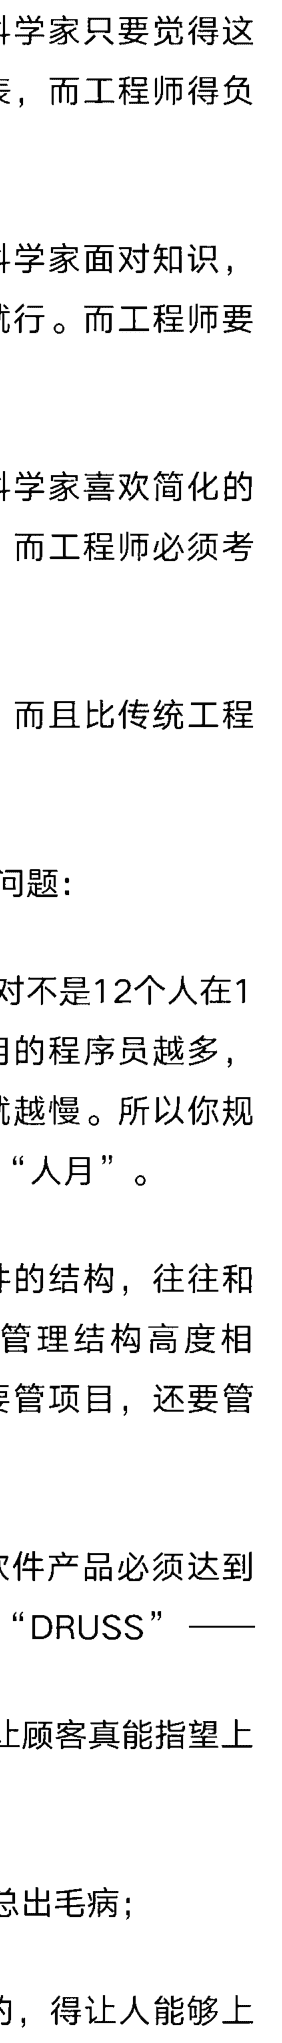 科学家只要觉得这
表，而工程师得负
科学家面对知识，
就行。而工程师要
科学家喜欢简化的
而工程师必须考
而且比传统工程
问题：
对不是12个人在1
用的程序员越多，
就越慢。所以你规
“人月”。
件的结构，往往和
管理结构高度相
要管项目，还要管
软件产品必须达到
“DRUSS”——
让顾客真能指望上
总出毛病；
的，得让人能够上